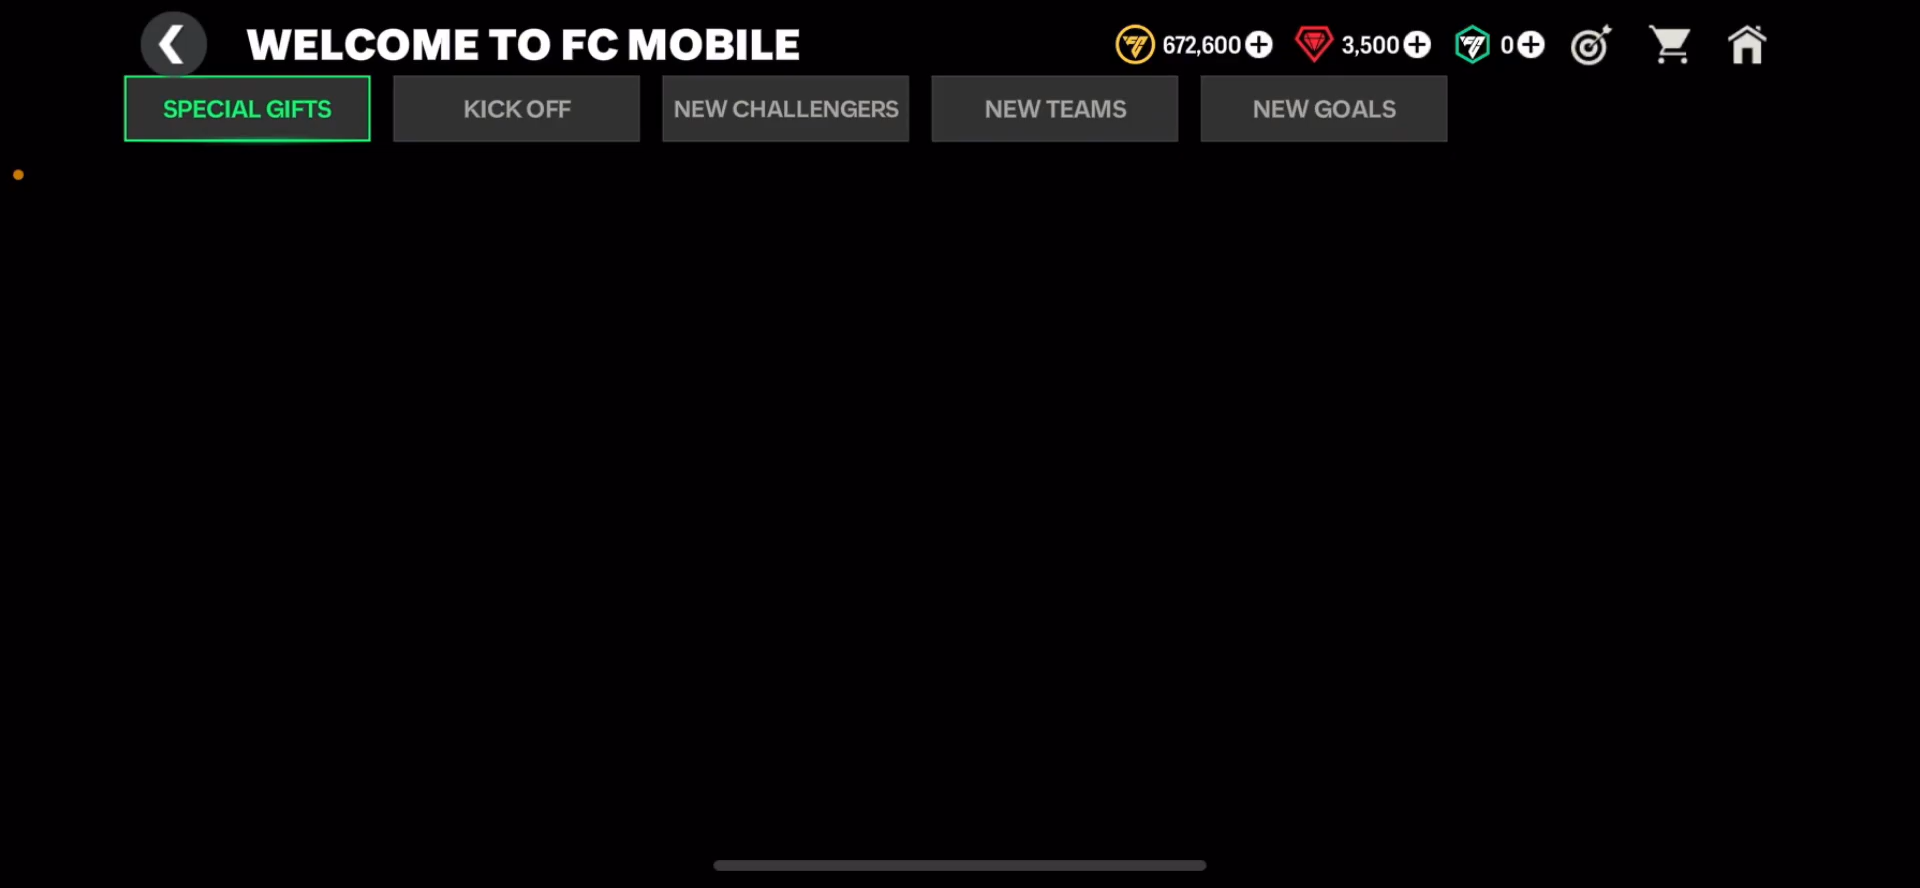 WELCOME TO FC MOBILE
672,600
3,500
0
SPECIAL GIFTS
KICK OFF
NEW CHALLENGERS
NEW TEAMS
NEW GOALS